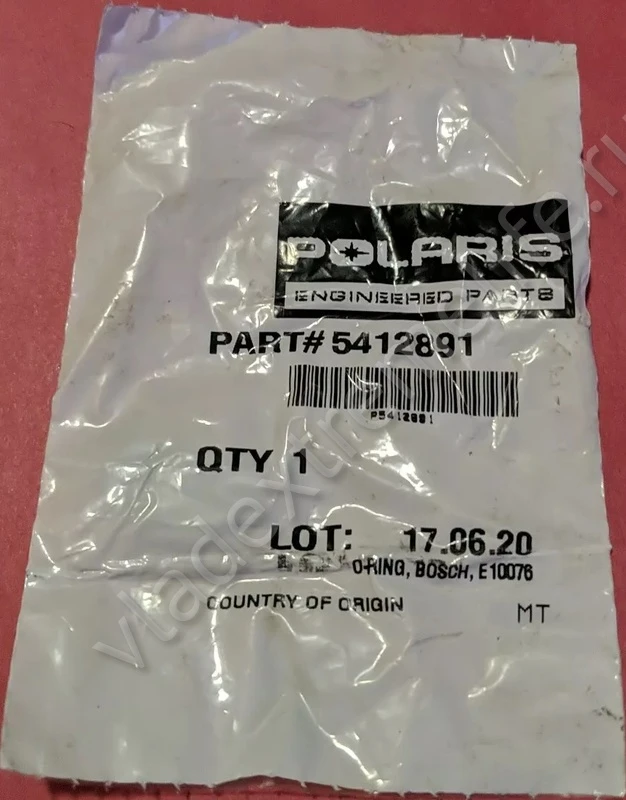 POLARIS
ENGINEERED PARTS
PART# 5412891
P5412891
QTY 1
LOT: 17.06.20
O-RING, BOSCH, E10076
COUNTRY OF ORIGIN MT